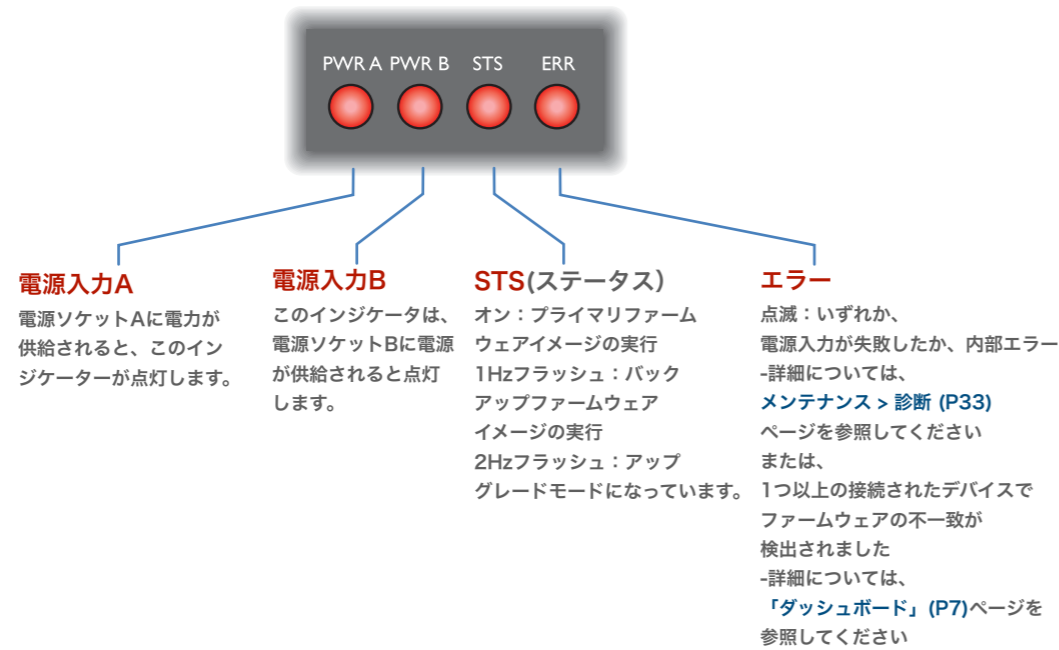 PWR A PWR B STS ERR
電源入力A
電源ソケットAに電力が
供給されると、このイン
ジケーターが点灯します。
電源入力B
このインジケータは、
電源ソケットBに電源
が供給されると点灯
します。
STS(ステータス）
オン：プライマリファーム
ウェアイメージの実行
1Hzフラッシュ：バック
アップファームウェア
イメージの実行
2Hzフラッシュ：アップ
グレードモードになっています。
エラー
点滅：いずれか、
電源入力が失敗したか、内部エラー
-詳細については、
メンテナンス > 診断 (P33)
ページを参照してください
または、
1つ以上の接続されたデバイスで
ファームウェアの不一致が
検出されました
-詳細については、
「ダッシュボード」(P7)ページを
参照してください